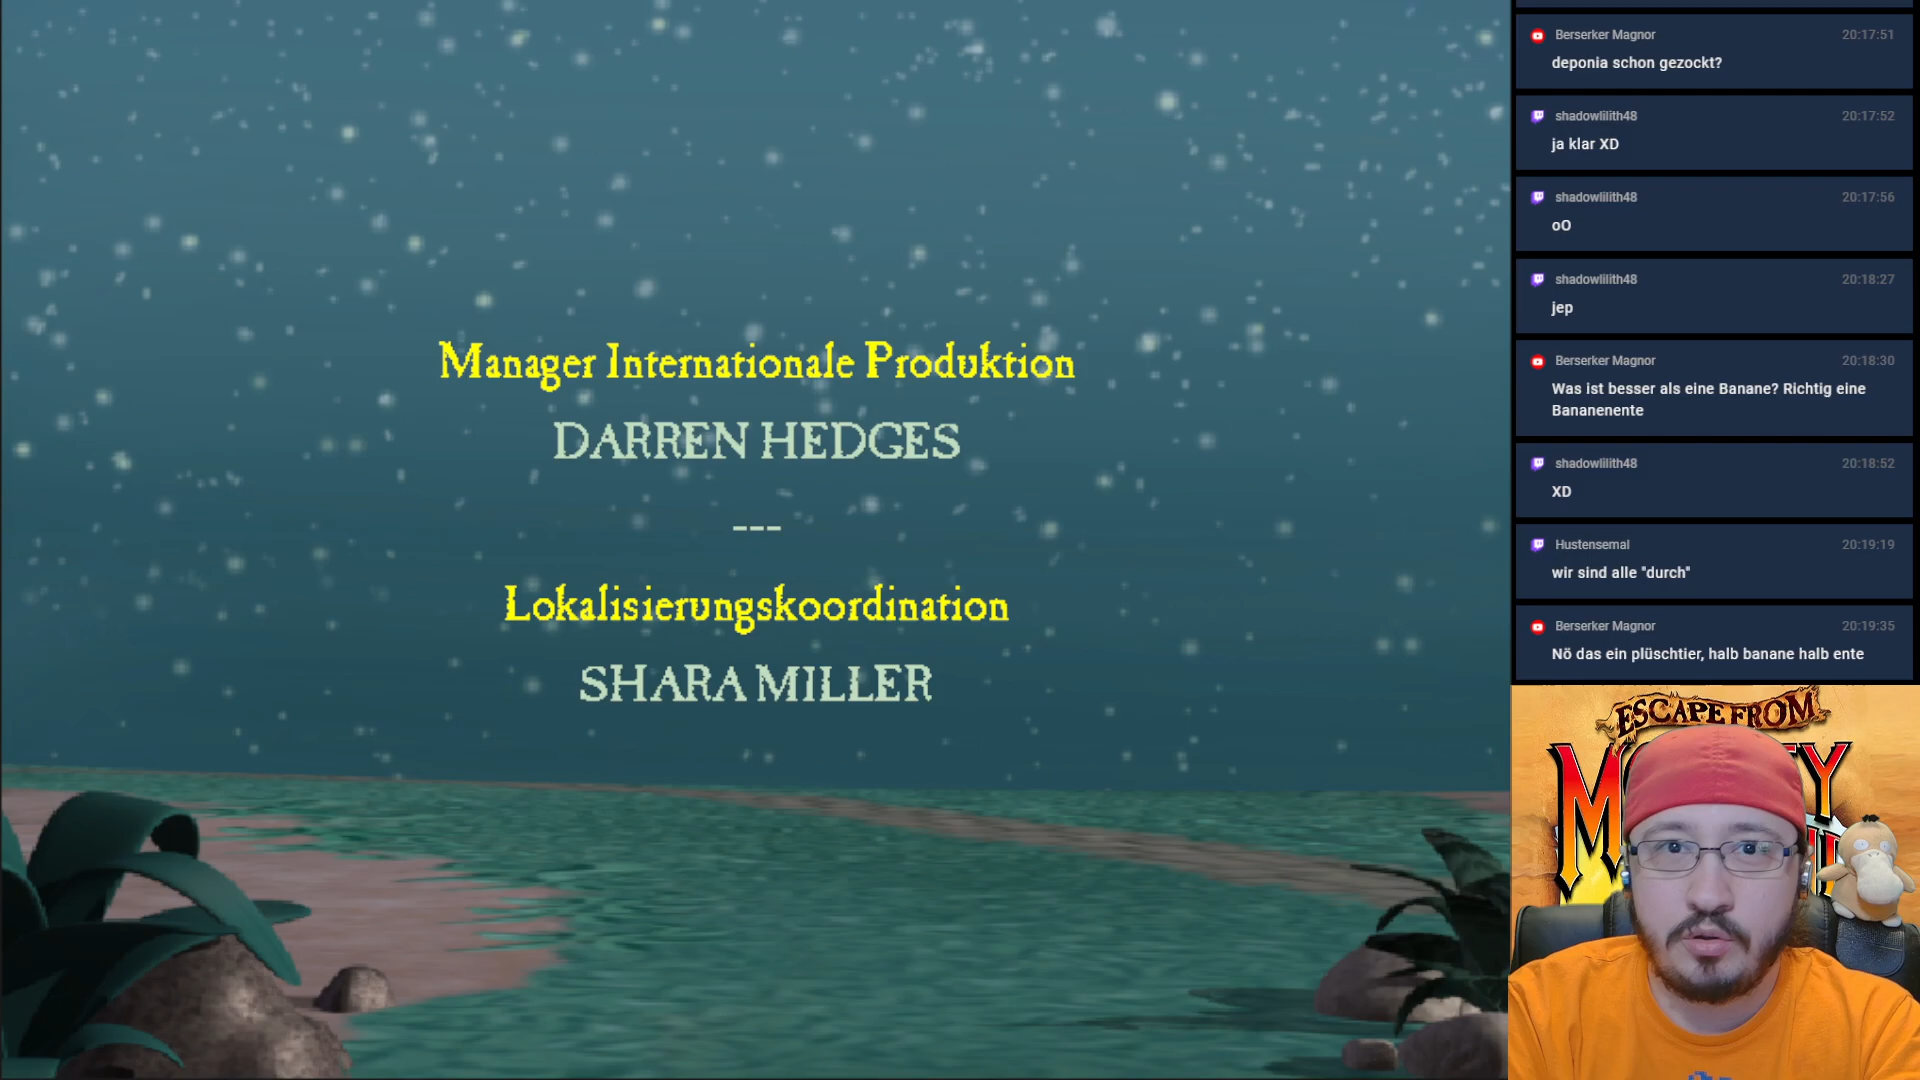 Manager Internationale Produktion
DARREN HEDGES
---
Lokalisierungskoordination
SHARA MILLER
Berserker Magnor 20:17:51
deponia schon gezockt?
shadowlilith48 20:17:52
ja klar XD
shadowlilith48 20:17:56
oO
shadowlilith48 20:18:27
jep
Berserker Magnor 20:18:30
Was ist besser als eine Banane? Richtig eine
Bananenente
shadowlilith48 20:18:52
XD
Hustensemal 20:19:19
wir sind alle "durch"
Berserker Magnor 20:19:35
Nö das ein plüschtier, halb banane halb ente
ESCAPE FROM